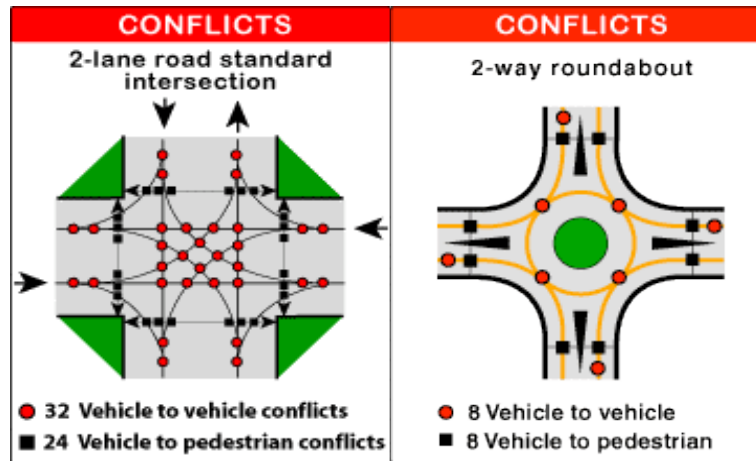 CONFLICTS
2-lane road standard
intersection
32 Vehicle to vehicle conflicts
24 Vehicle to pedestrian conflicts
CONFLICTS
2-way roundabout
8 Vehicle to vehicle
8 Vehicle to pedestrian